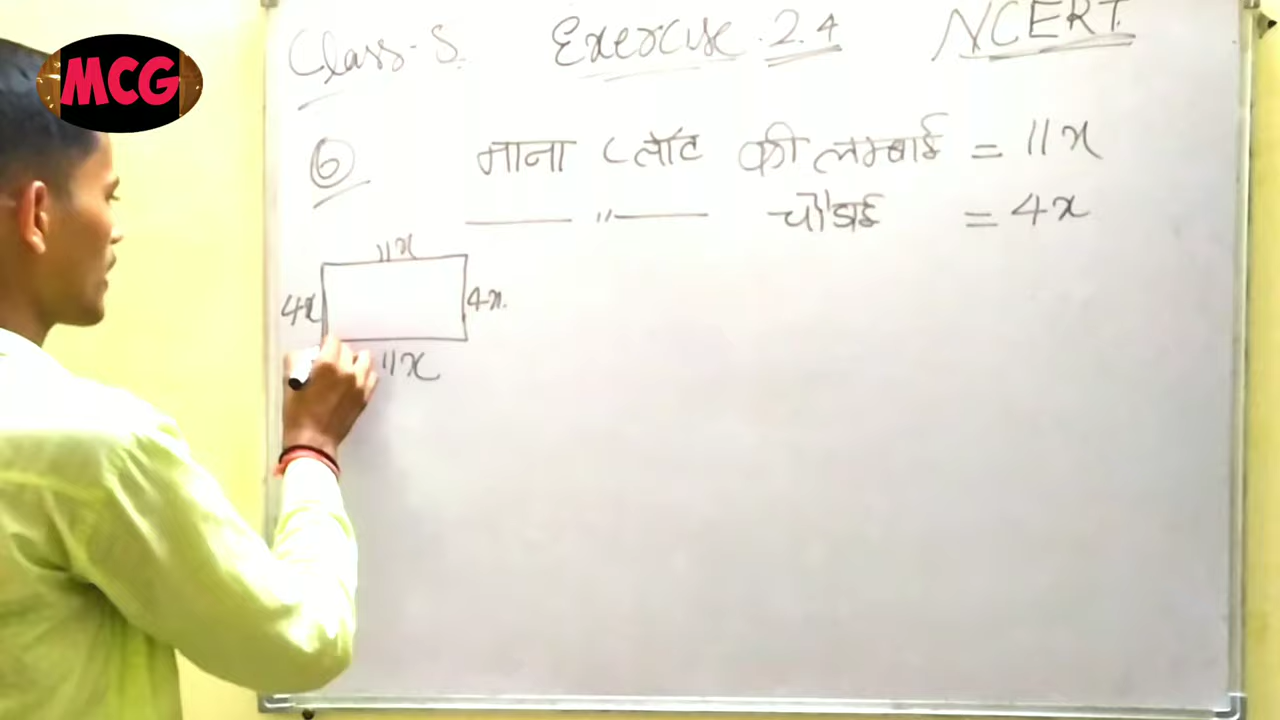 MCG
Class-8. Exercise 2.4 NCERT
6 माना प्लॉट की लम्बाई = 11x
——— "——— चौडाई = 4x
11x
4x 4x.
11x